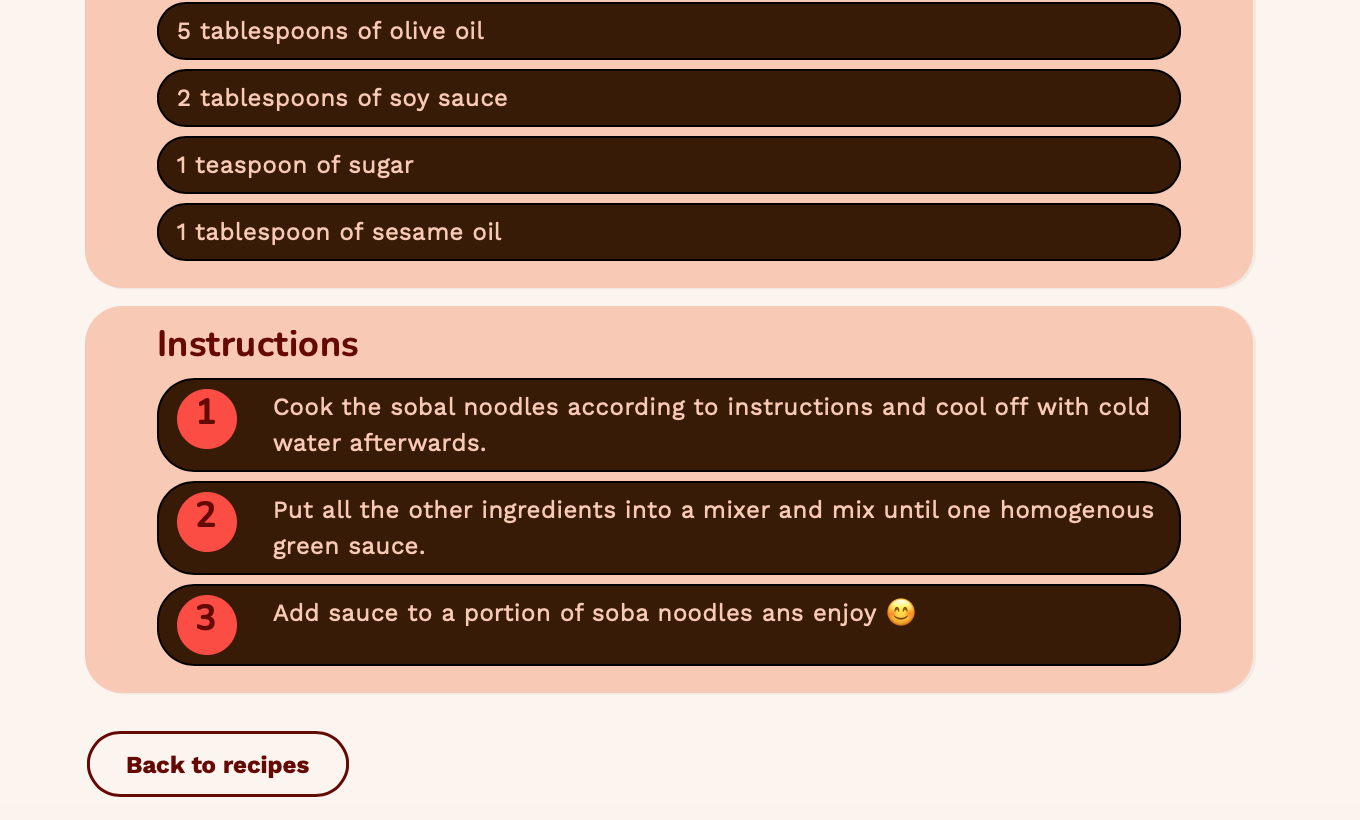 5 tablespoons of olive oil
2 tablespoons of soy sauce
1 teaspoon of sugar
1 tablespoon of sesame oil
Instructions
1
Cook the sobal noodles according to instructions and cool off with cold
water afterwards.
2
Put all the other ingredients into a mixer and mix until one homogenous
green sauce.
3
Add sauce to a portion of soba noodles ans enjoy 😊
Back to recipes